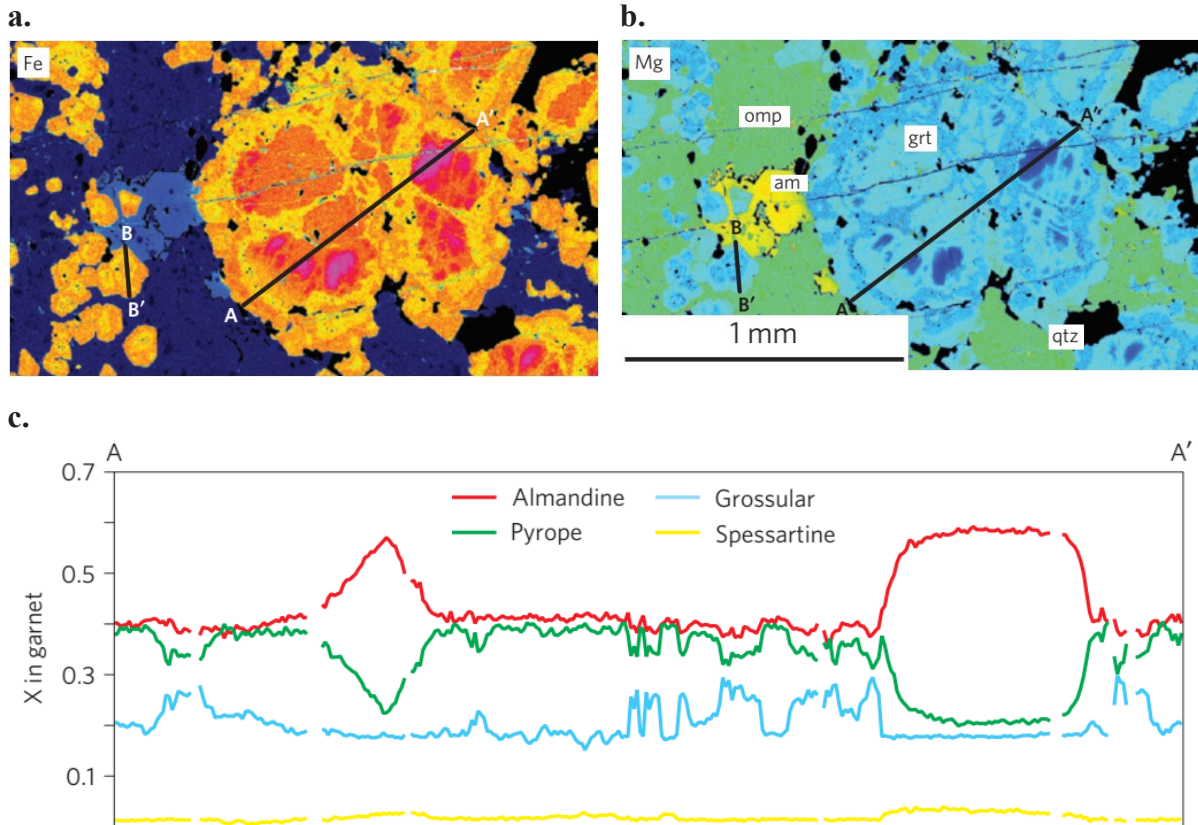 a.
b.
Fe
A'
B
B'
A
Mg
omp
grt
A'
am
B
B'
A
qtz
1 mm
c.
A
A'
0.7
0.5
0.3
0.1
X in garnet
Almandine
Grossular
Pyrope
Spessartine